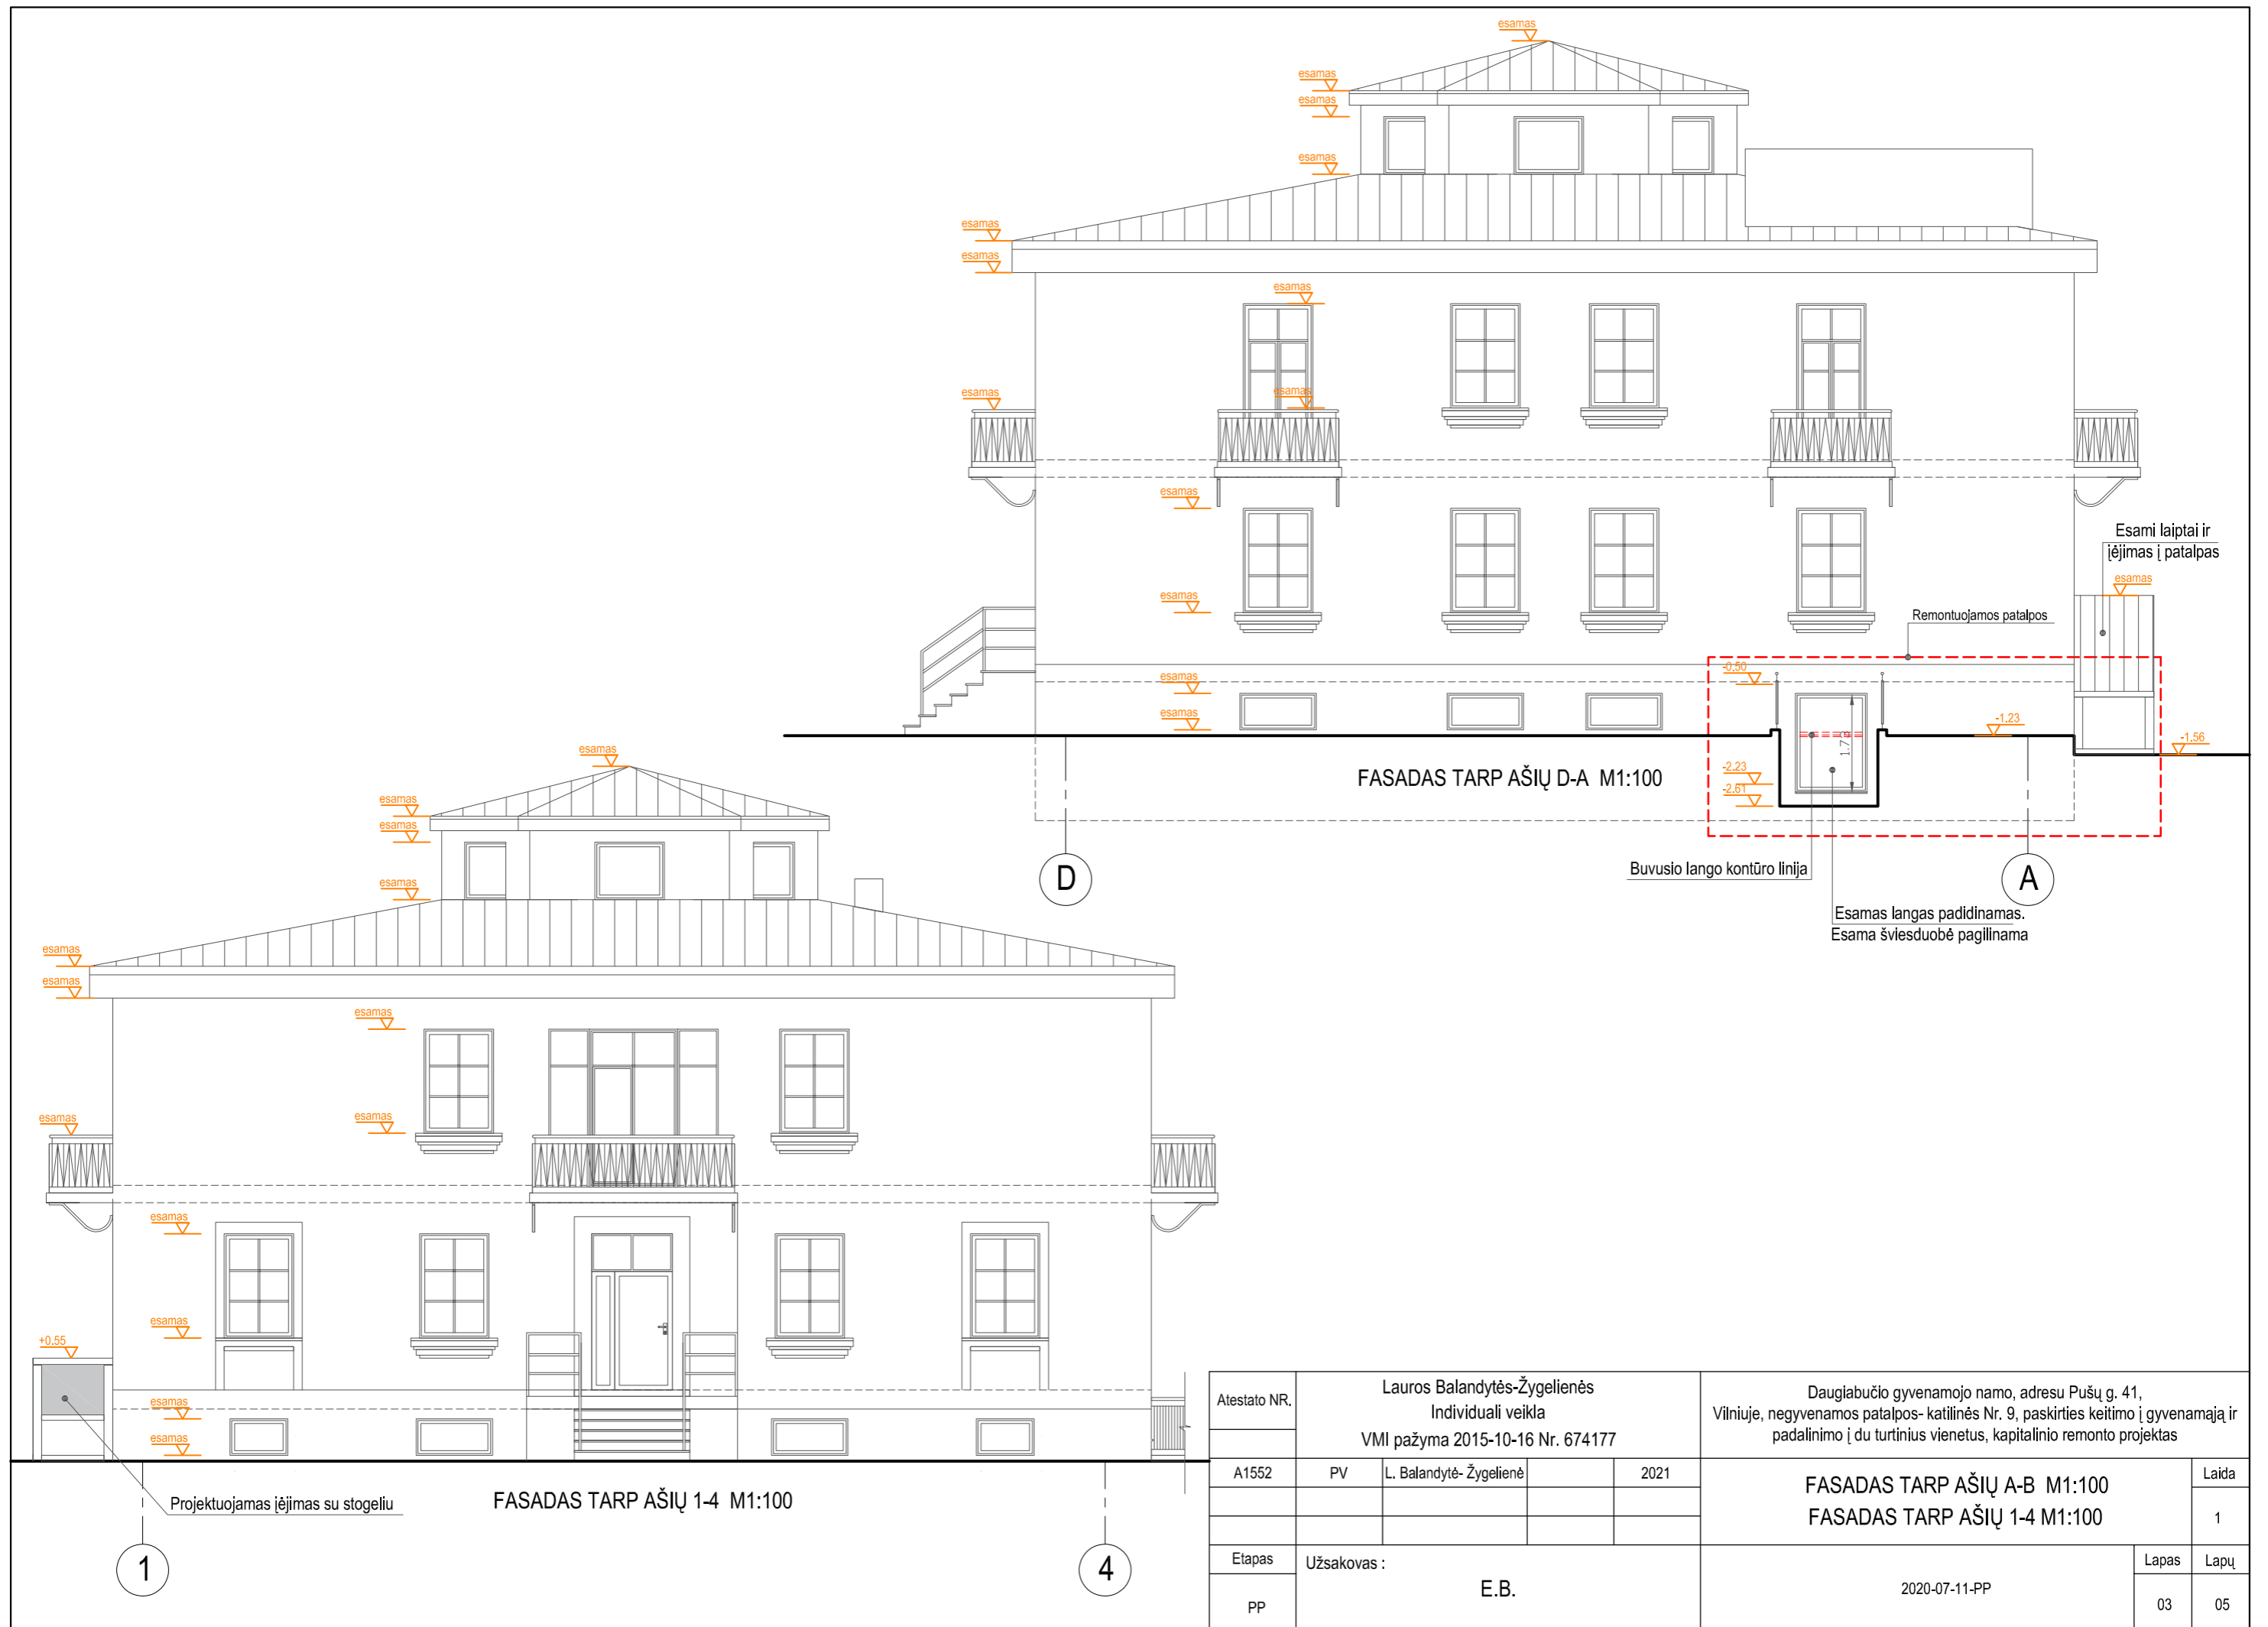 esamas
esamas
esamas
esamas
esamas
esamas
esamas
esamas
esamas
esamas
esamas
esamas
esamas
Esami laiptai ir
įėjimas į patalpas
esamas
Remontuojamos patalpos
-0.50
-1.23
-1.56
-2.23
-2.61
FASADAS TARP AŠIŲ D-A M1:100
D
A
Buvusio lango kontūro linija
Esamas langas padidinamas.
Esama šviesduobė pagilinama
esamas
esamas
esamas
esamas
esamas
esamas
esamas
esamas
esamas
esamas
esamas
+0.55
esamas
esamas
Projektuojamas įėjimas su stogeliu
FASADAS TARP AŠIŲ 1-4 M1:100
1
4
Atestato NR.
Lauros Balandytės-Žygelienės
Individuali veikla
VMI pažyma 2015-10-16 Nr. 674177
Daugiabučio gyvenamojo namo, adresu Pušų g. 41,
Vilniuje, negyvenamos patalpos- katilinės Nr. 9, paskirties keitimo į gyvenamąją ir
padalinimo į du turtinius vienetus, kapitalinio remonto projektas
A1552 PV L. Balandytė- Žygelienė 2021
FASADAS TARP AŠIŲ A-B M1:100
FASADAS TARP AŠIŲ 1-4 M1:100
Laida
1
Etapas
PP
Užsakovas :
E.B.
2020-07-11-PP
Lapas Lapų
03 05